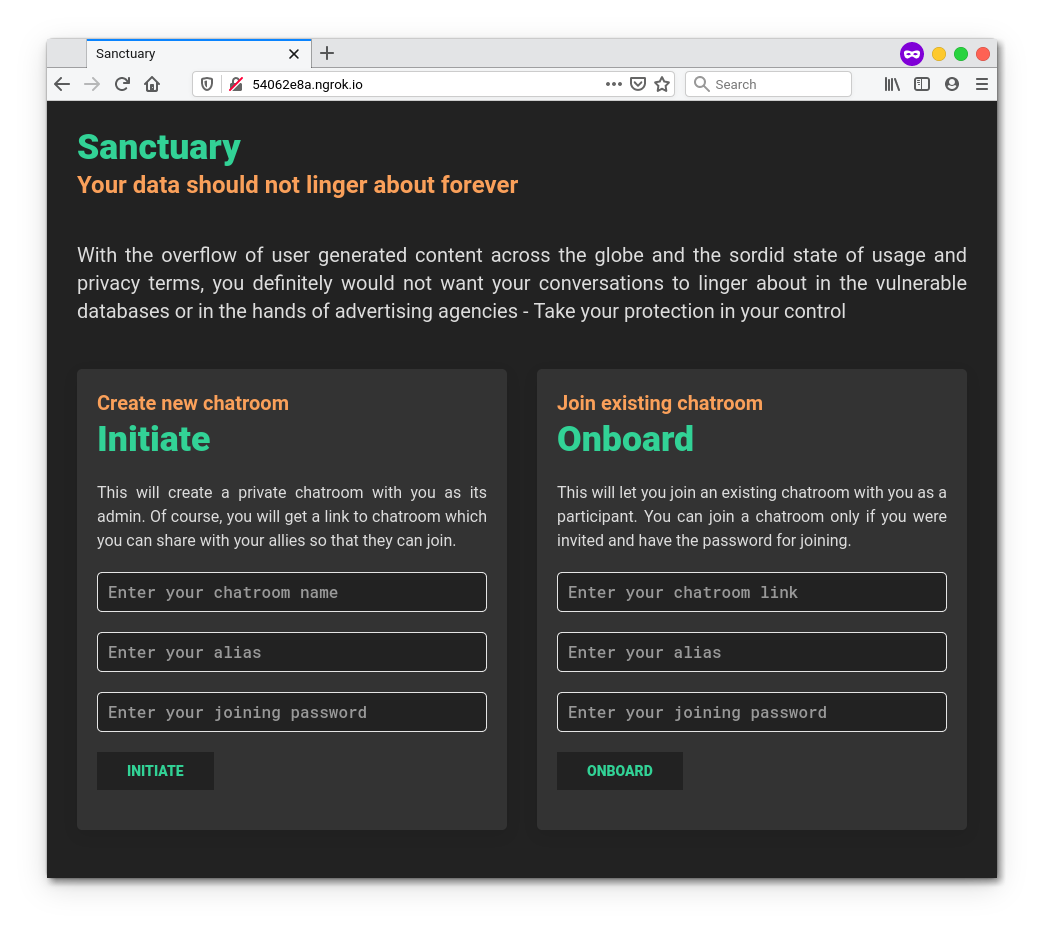 Sanctuary
54062e8a.ngrok.io
Search
Sanctuary
Your data should not linger about forever
With the overflow of user generated content across the globe and the sordid state of usage and
privacy terms, you definitely would not want your conversations to linger about in the vulnerable
databases or in the hands of advertising agencies - Take your protection in your control
Create new chatroom
Initiate
This will create a private chatroom with you as its
admin. Of course, you will get a link to chatroom which
you can share with your allies so that they can join.
Enter your chatroom name
Enter your alias
Enter your joining password
INITIATE
Join existing chatroom
Onboard
This will let you join an existing chatroom with you as a
participant. You can join a chatroom only if you were
invited and have the password for joining.
Enter your chatroom link
Enter your alias
Enter your joining password
ONBOARD